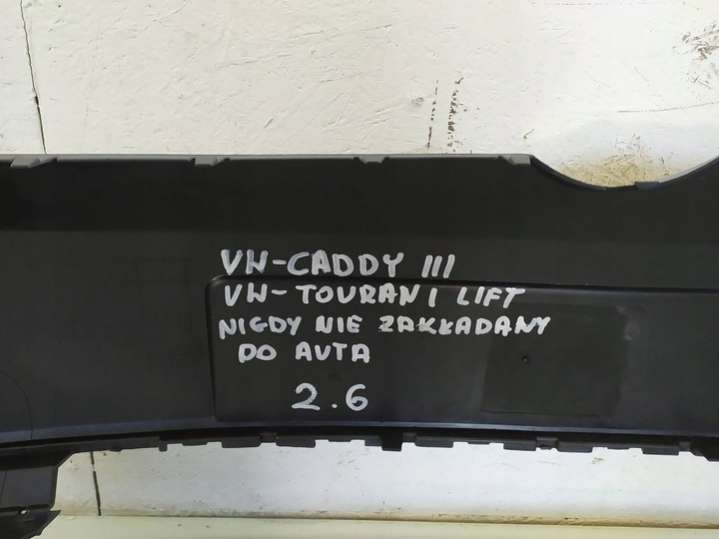 VW-CADDY III
VW-TOURAN I LIFT
NIGDY NIE ZAKŁADANY
DO AUTA
2.6